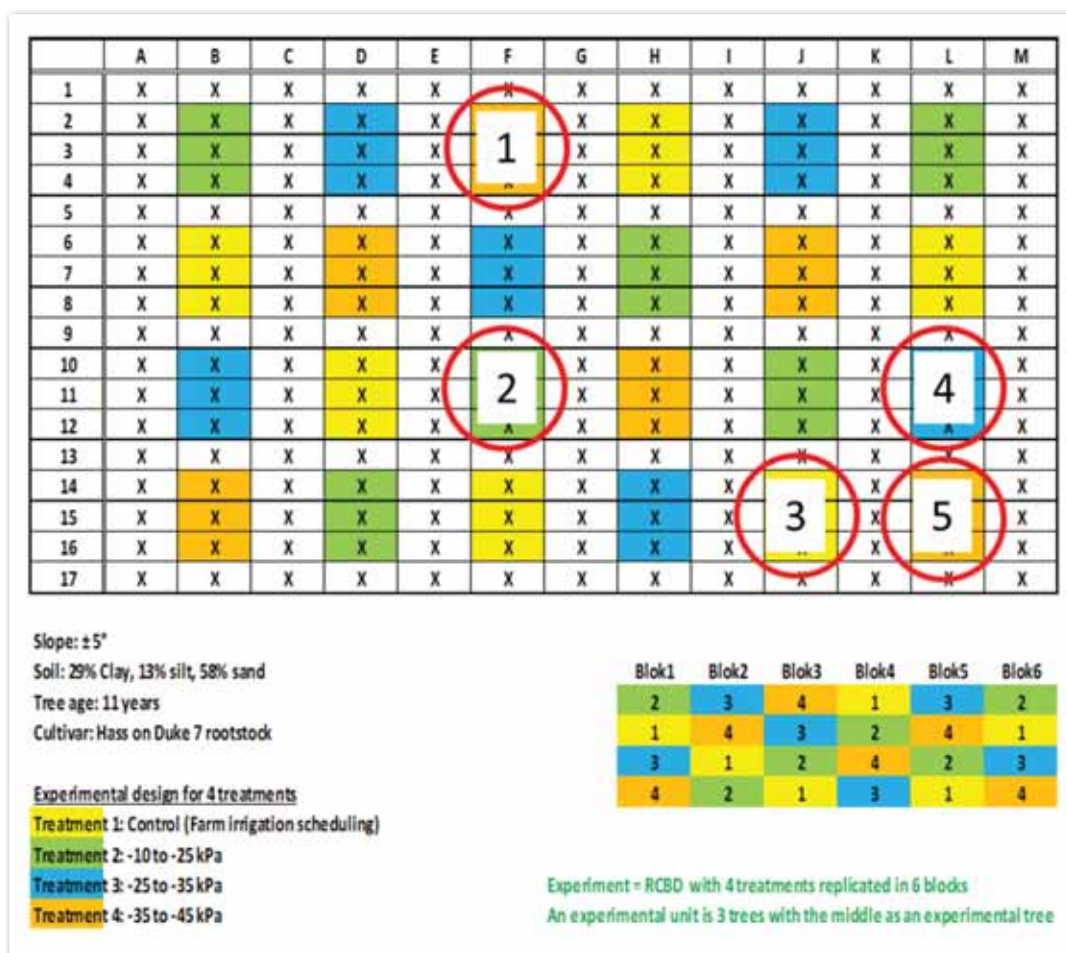 A B C D E F G H I J K L M
1 X X X X X X X X X X X X X
2 X X X X X X X X X X X X
3 X X X X X 1 X X X X X X X
4 X X X X X X X X X X X X
5 X X X X X X X X X X X X X
6 X X X X X X X X X X X X X
7 X X X X X X X X X X X X X
8 X X X X X X X X X X X X X
9 X X X X X X X X X X X X X
10 X X X X X X X X X X X X
11 X X X X X 2 X X X X X 4 X
12 X X X X X X X X X X X X
13 X X X X X X X X X X X X X
14 X X X X X X X X X X X
15 X X X X X X X X X 3 X 5 X
16 X X X X X X X X X X X
17 X X X X X X X X X X X X X
Slope: ± 5°
Soil: 29% Clay, 13% silt, 58% sand
Tree age: 11 years
Cultivar: Hass on Duke 7 rootstock
Blok1 Blok2 Blok3 Blok4 Blok5 Blok6
2 3 4 1 3 2
1 4 3 2 4 1
3 1 2 4 2 3
4 2 1 3 1 4
Experimental design for 4 treatments
Treatment 1: Control (Farm irrigation scheduling)
Treatment 2: -10 to -25 kPa
Treatment 3: -25 to -35 kPa
Treatment 4: -35 to -45 kPa
Experiment = RCBD with 4 treatments replicated in 6 blocks
An experimental unit is 3 trees with the middle as an experimental tree